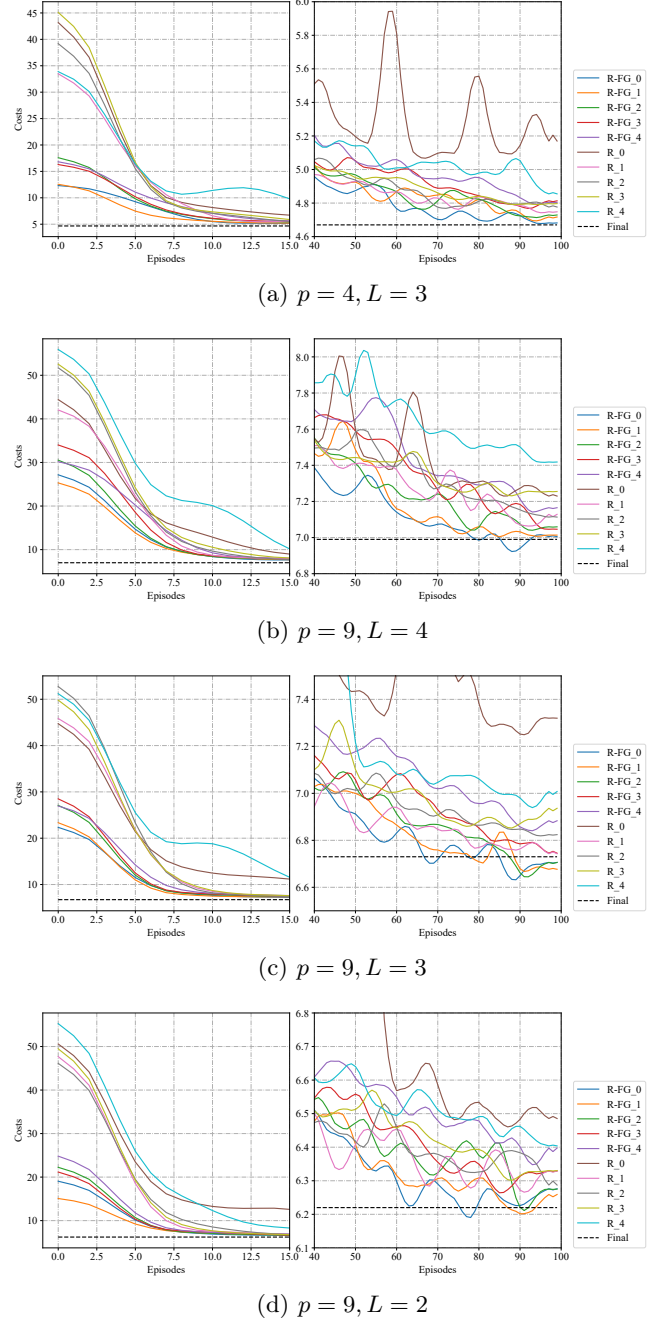 45
40
35
30
25
20
15
10
5
Costs
0.0 2.5 5.0 7.5 10.0 12.5 15.0
Episodes
6.0
5.8
5.6
5.4
5.2
5.0
4.8
4.6
40 50 60 70 80 90 100
Episodes
R-FG_0
R-FG_1
R-FG_2
R-FG_3
R-FG_4
R_0
R_1
R_2
R_3
R_4
Final
(a) p = 4, L = 3
50
40
30
20
10
Costs
0.0 2.5 5.0 7.5 10.0 12.5 15.0
Episodes
8.0
7.8
7.6
7.4
7.2
7.0
6.8
40 50 60 70 80 90 100
Episodes
R-FG_0
R-FG_1
R-FG_2
R-FG_3
R-FG_4
R_0
R_1
R_2
R_3
R_4
Final
(b) p = 9, L = 4
50
40
30
20
10
Costs
0.0 2.5 5.0 7.5 10.0 12.5 15.0
Episodes
7.4
7.2
7.0
6.8
6.6
40 50 60 70 80 90 100
Episodes
R-FG_0
R-FG_1
R-FG_2
R-FG_3
R-FG_4
R_0
R_1
R_2
R_3
R_4
Final
(c) p = 9, L = 3
50
40
30
20
10
Costs
0.0 2.5 5.0 7.5 10.0 12.5 15.0
Episodes
6.8
6.7
6.6
6.5
6.4
6.3
6.2
6.1
40 50 60 70 80 90 100
Episodes
R-FG_0
R-FG_1
R-FG_2
R-FG_3
R-FG_4
R_0
R_1
R_2
R_3
R_4
Final
(d) p = 9, L = 2